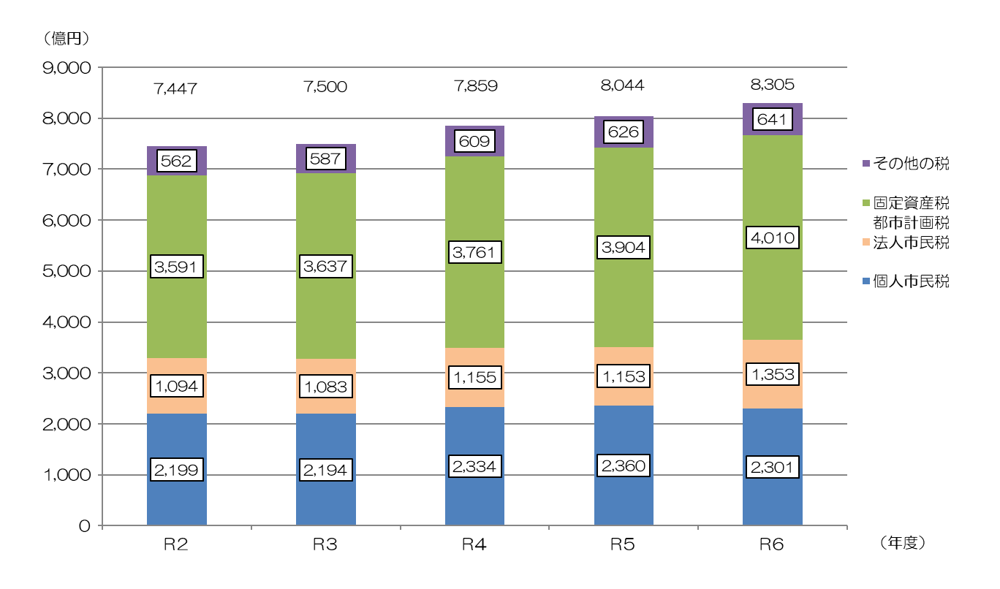 （億円）
9,000
8,000
7,000
6,000
5,000
4,000
3,000
2,000
1,000
0
7,447
7,500
7,859
8,044
8,305
562
587
609
626
641
3,591
3,637
3,761
3,904
4,010
1,094
1,083
1,155
1,153
1,353
2,199
2,194
2,334
2,360
2,301
R2
R3
R4
R5
R6
（年度）
その他の税
固定資産税
都市計画税
法人市民税
個人市民税